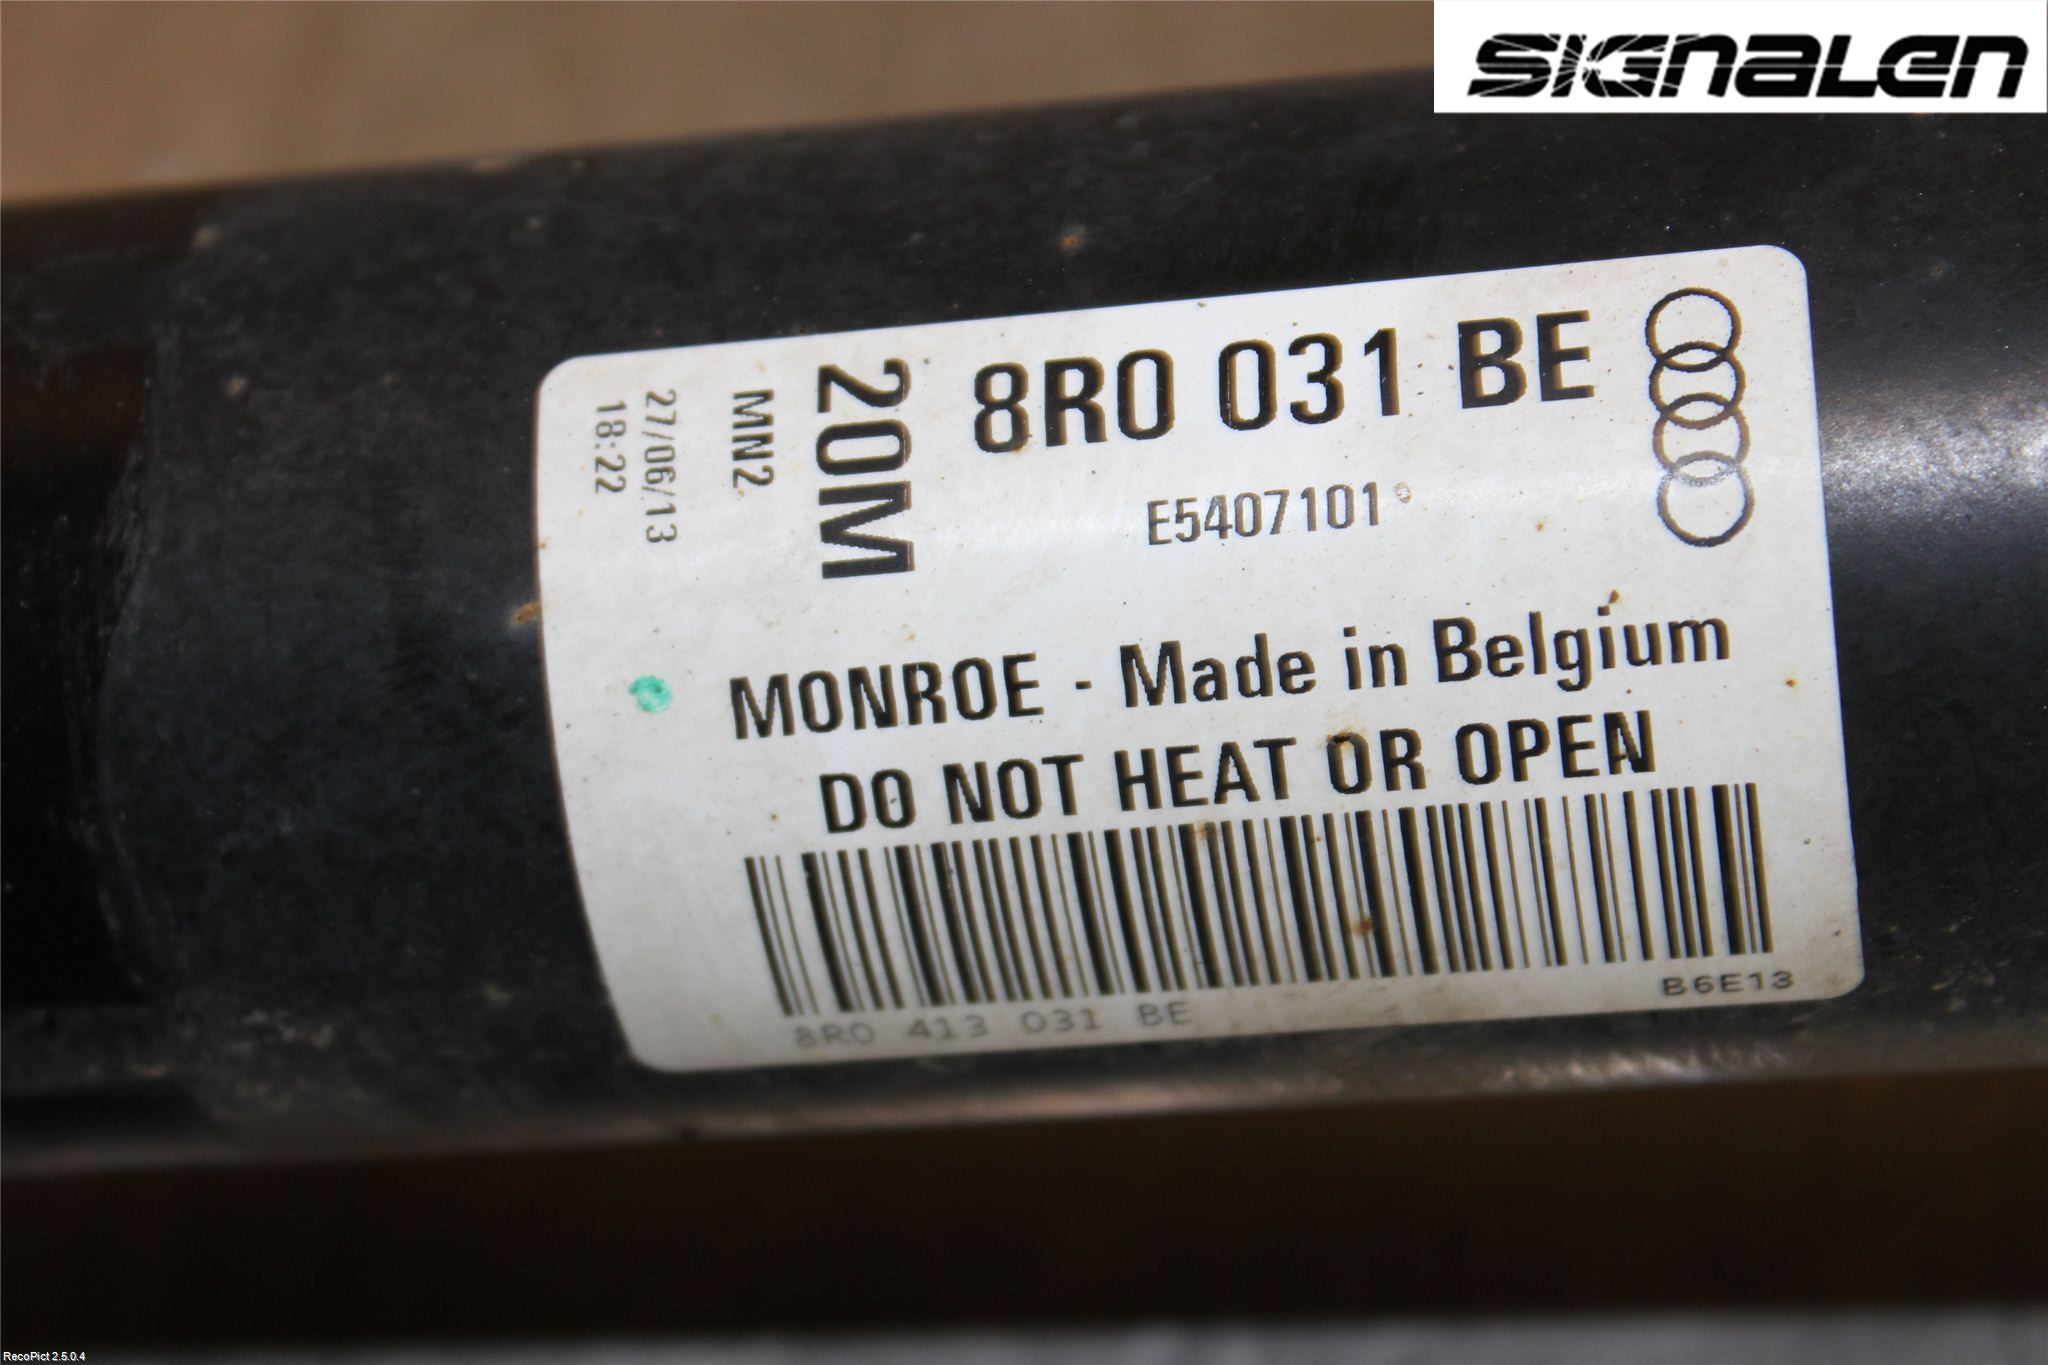 SIGNALEN
8R0 031 BE
20M
MN2
27/06/13
18:22
E5407101
MONROE - Made in Belgium
DO NOT HEAT OR OPEN
8R0 413 031 BE
B6E13
RecoPict 2.5.0.4